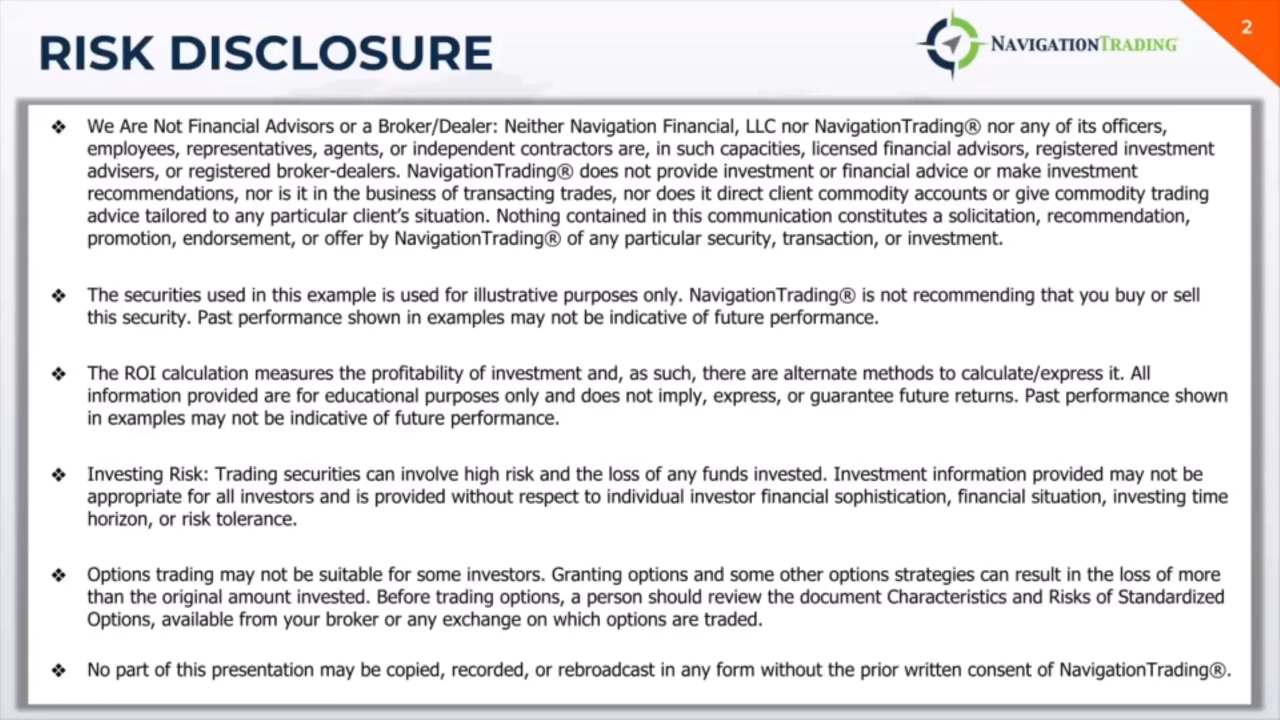 RISK DISCLOSURE
NAVIGATIONTRADING®
2
❖ We Are Not Financial Advisors or a Broker/Dealer: Neither Navigation Financial, LLC nor NavigationTrading® nor any of its officers,
employees, representatives, agents, or independent contractors are, in such capacities, licensed financial advisors, registered investment
advisers, or registered broker-dealers. NavigationTrading® does not provide investment or financial advice or make investment
recommendations, nor is it in the business of transacting trades, nor does it direct client commodity accounts or give commodity trading
advice tailored to any particular client's situation. Nothing contained in this communication constitutes a solicitation, recommendation,
promotion, endorsement, or offer by NavigationTrading® of any particular security, transaction, or investment.
❖ The securities used in this example is used for illustrative purposes only. NavigationTrading® is not recommending that you buy or sell
this security. Past performance shown in examples may not be indicative of future performance.
❖ The ROI calculation measures the profitability of investment and, as such, there are alternate methods to calculate/express it. All
information provided are for educational purposes only and does not imply, express, or guarantee future returns. Past performance shown
in examples may not be indicative of future performance.
❖ Investing Risk: Trading securities can involve high risk and the loss of any funds invested. Investment information provided may not be
appropriate for all investors and is provided without respect to individual investor financial sophistication, financial situation, investing time
horizon, or risk tolerance.
❖ Options trading may not be suitable for some investors. Granting options and some other options strategies can result in the loss of more
than the original amount invested. Before trading options, a person should review the document Characteristics and Risks of Standardized
Options, available from your broker or any exchange on which options are traded.
❖ No part of this presentation may be copied, recorded, or rebroadcast in any form without the prior written consent of NavigationTrading®.